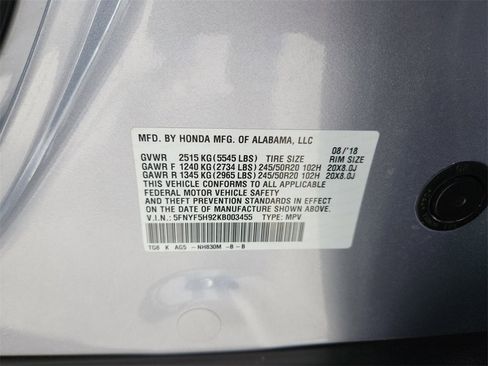 MFD. BY HONDA MFG. OF ALABAMA, LLC 08/'18
GVWR 2515 KG(5545 LBS) TIRE SIZE RIM SIZE
GAWR F 1240 KG(2734 LBS) 245/50R20 102H 20X8.0J
GAWR R 1345 KG(2965 LBS) 245/50R20 102H 20X8.0J
THIS VEHICLE CONFORMS TO ALL APPLICABLE
FEDERAL MOTOR VEHICLE SAFETY
AND THEFT PREVENTION STANDARDS IN EFFECT
ON THE DATE OF MANUFACTURE SHOWN ABOVE.
V.I.N.: 5FNYF5H92KB003455 TYPE: MPV
TG8 K AG5 -NH830M -B-B